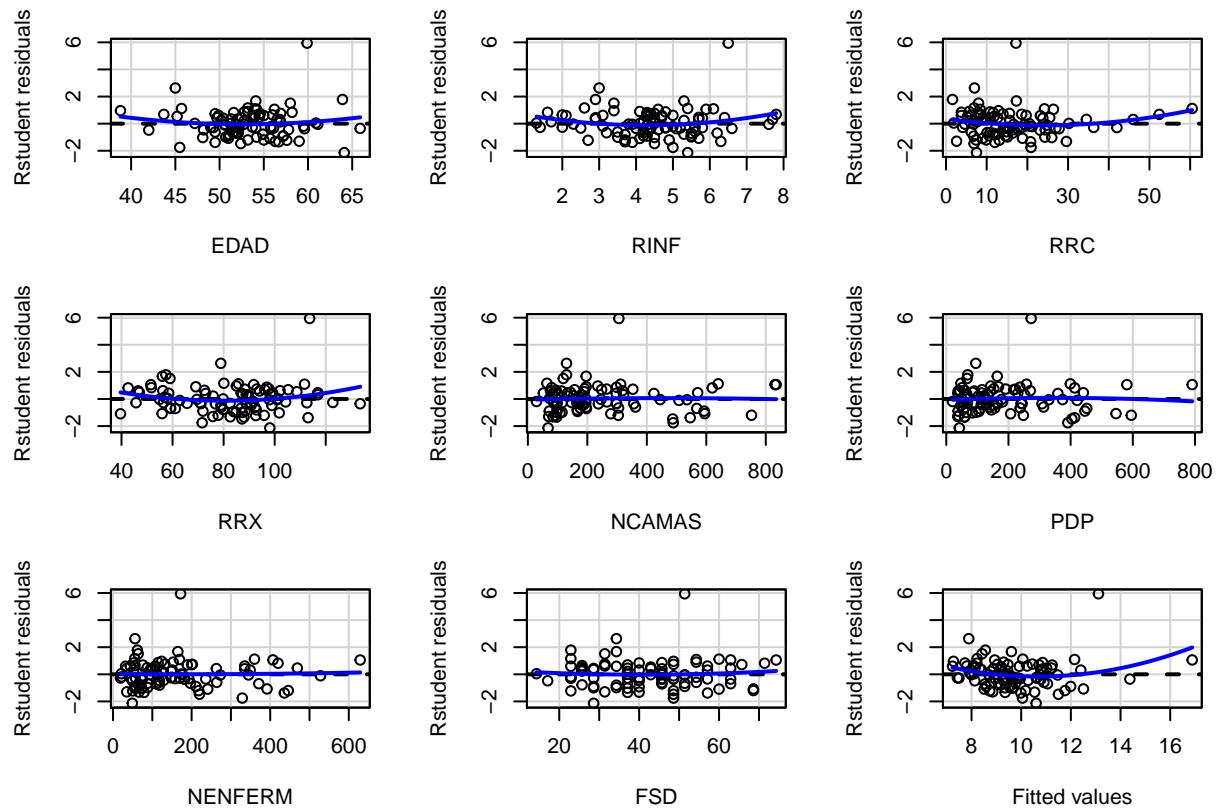 Rstudent residuals
6
2
−2
40 45 50 55 60 65
EDAD
Rstudent residuals
6
2
−2
2 3 4 5 6 7 8
RINF
Rstudent residuals
6
2
−2
0 10 30 50
RRC
Rstudent residuals
6
2
−2
40 60 80 100
RRX
Rstudent residuals
6
2
−2
0 200 400 600 800
NCAMAS
Rstudent residuals
6
2
−2
0 200 400 600 800
PDP
Rstudent residuals
6
2
−2
0 200 400 600
NENFERM
Rstudent residuals
6
2
−2
20 40 60
FSD
Rstudent residuals
6
2
−2
8 10 12 14 16
Fitted values